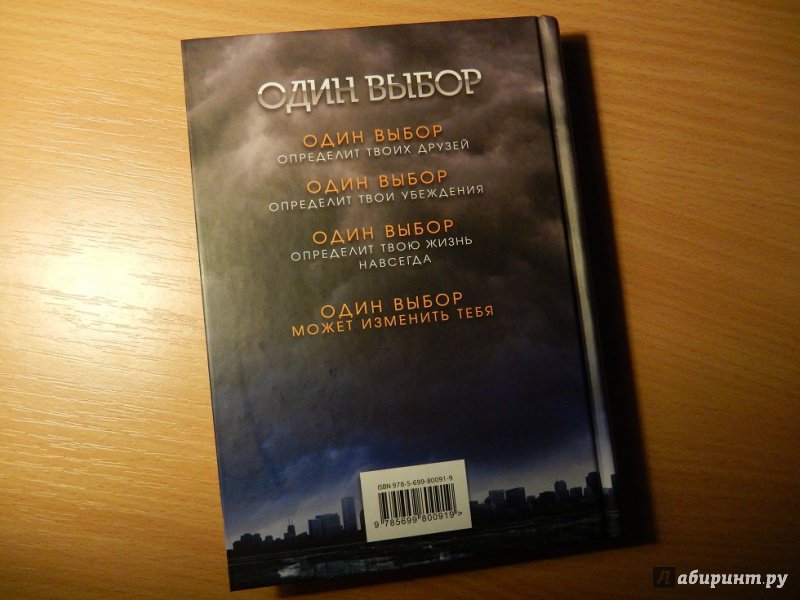 ОДИН ВЫБОР
ОДИН ВЫБОР
ОПРЕДЕЛИТ ТВОИХ ДРУЗЕЙ
ОДИН ВЫБОР
ОПРЕДЕЛИТ ТВОИ УБЕЖДЕНИЯ
ОДИН ВЫБОР
ОПРЕДЕЛИТ ТВОЮ ЖИЗНЬ
НАВСЕГДА
ОДИН ВЫБОР
МОЖЕТ ИЗМЕНИТЬ ТЕБЯ
ISBN 978-5-699-80091-9
9 785699 800919>
Лабиринт.ру